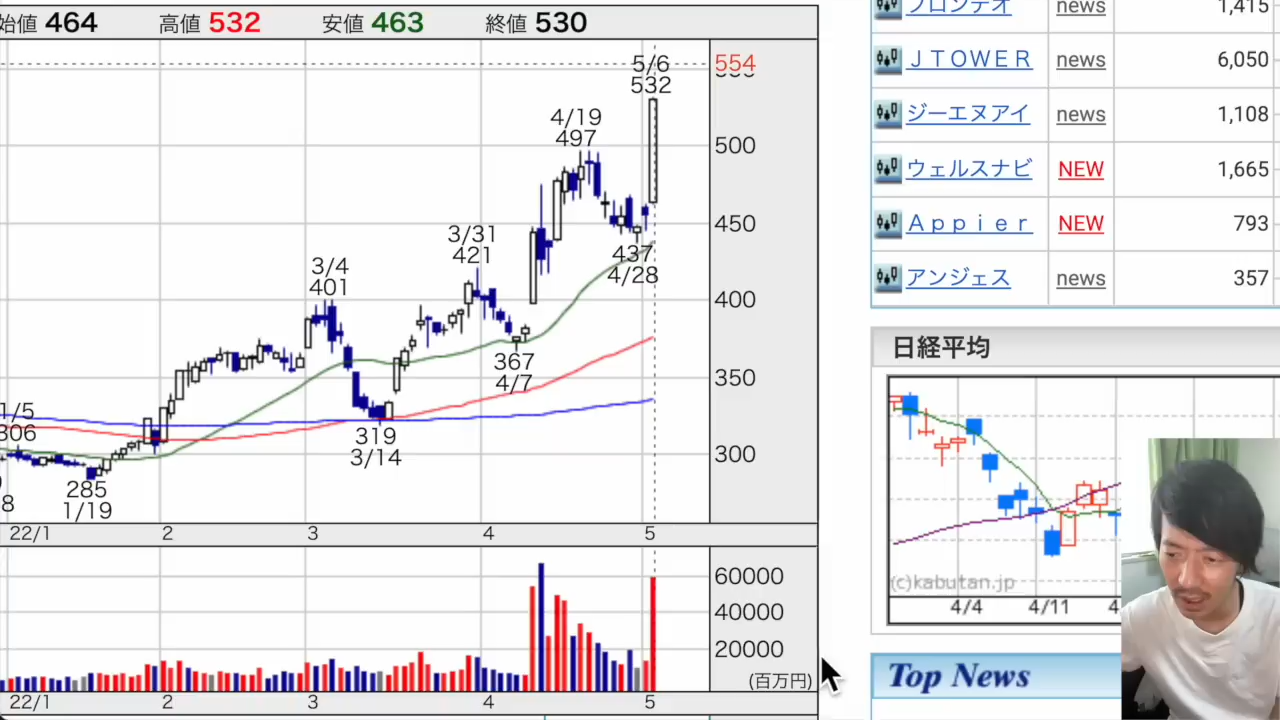 始値 464 高値 532 安値 463 終値 530
554
5/6
532
500
4/19
497
450
3/31
421
437
4/28
400
3/4
401
367
4/7
350
1/5
306
319
3/14
300
285
1/19
8
22/1 2 3 4 5
60000
40000
20000
(百万円)
22/1 2 3 4 5
フロンテオ news 1,415
ＪＴＯＷＥＲ news 6,050
ジーエヌアイ news 1,108
ウェルスナビ NEW 1,665
Ａｐｐｉｅｒ NEW 793
アンジェス news 357
日経平均
(c)kabutan.jp
4/4 4/11 4
Top News